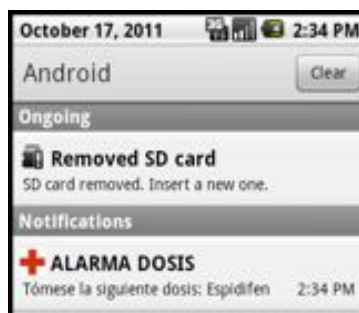 October 17, 2011 2:34 PM
Android Clear
Ongoing
Removed SD card
SD card removed. Insert a new one.
Notifications
ALARMA DOSIS
Tómese la siguiente dosis: Espidifen 2:34 PM